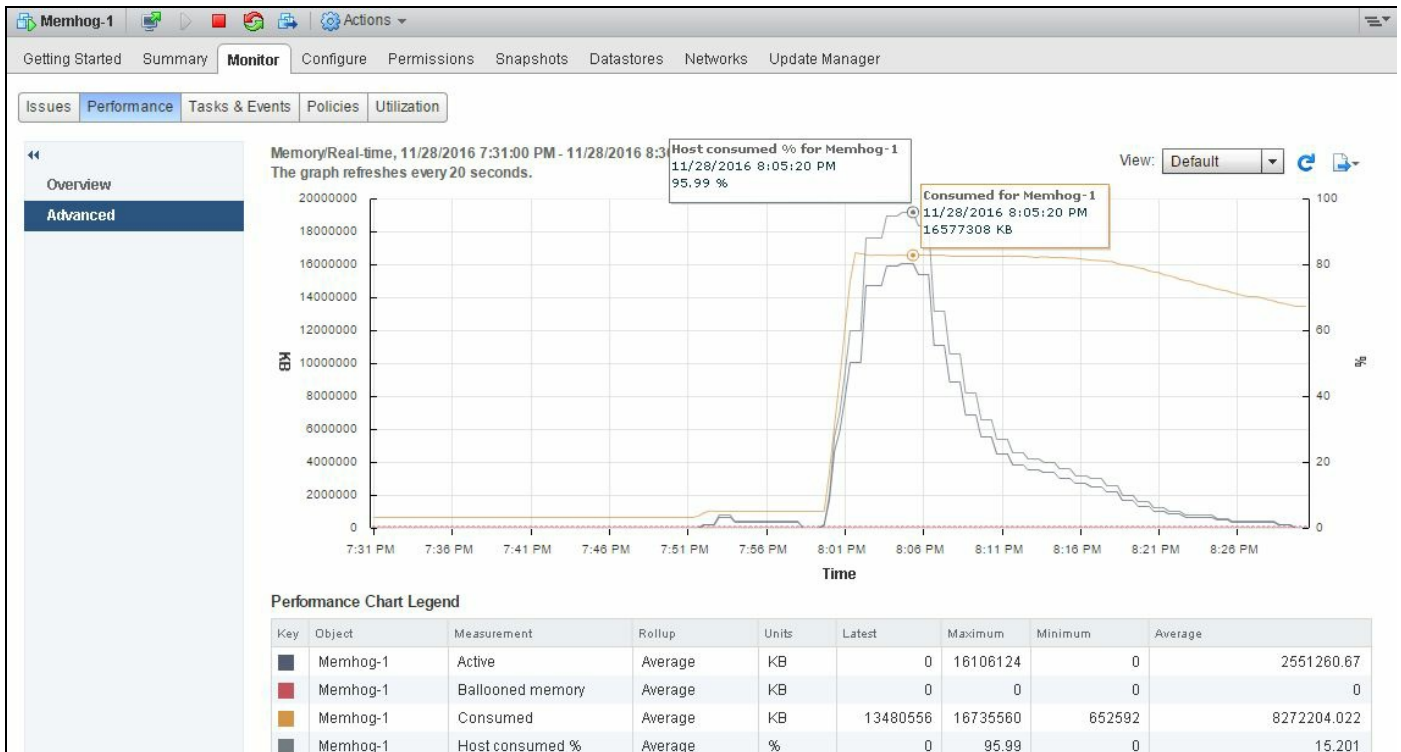 Memhog-1 Actions
Getting Started Summary Monitor Configure Permissions Snapshots Datastores Networks Update Manager
Issues Performance Tasks & Events Policies Utilization
Overview
Advanced
Memory/Real-time, 11/28/2016 7:31:00 PM - 11/28/2016 8:3
The graph refreshes every 20 seconds.
Host consumed % for Memhog-1
11/28/2016 8:05:20 PM
95.99 %
View: Default
Consumed for Memhog-1
11/28/2016 8:05:20 PM
16577308 KB
20000000 100
18000000
16000000 80
14000000
12000000 60
KB 10000000 %
8000000 40
6000000
4000000 20
2000000
0 0
7:31 PM 7:36 PM 7:41 PM 7:46 PM 7:51 PM 7:56 PM 8:01 PM 8:06 PM 8:11 PM 8:16 PM 8:21 PM 8:26 PM
Time
Performance Chart Legend
Key Object Measurement Rollup Units Latest Maximum Minimum Average
Memhog-1 Active Average KB 0 16106124 0 2551260.67
Memhog-1 Ballooned memory Average KB 0 0 0 0
Memhog-1 Consumed Average KB 13480556 16735560 652592 8272204.022
Memhog-1 Host consumed % Average % 0 95.99 0 15.201